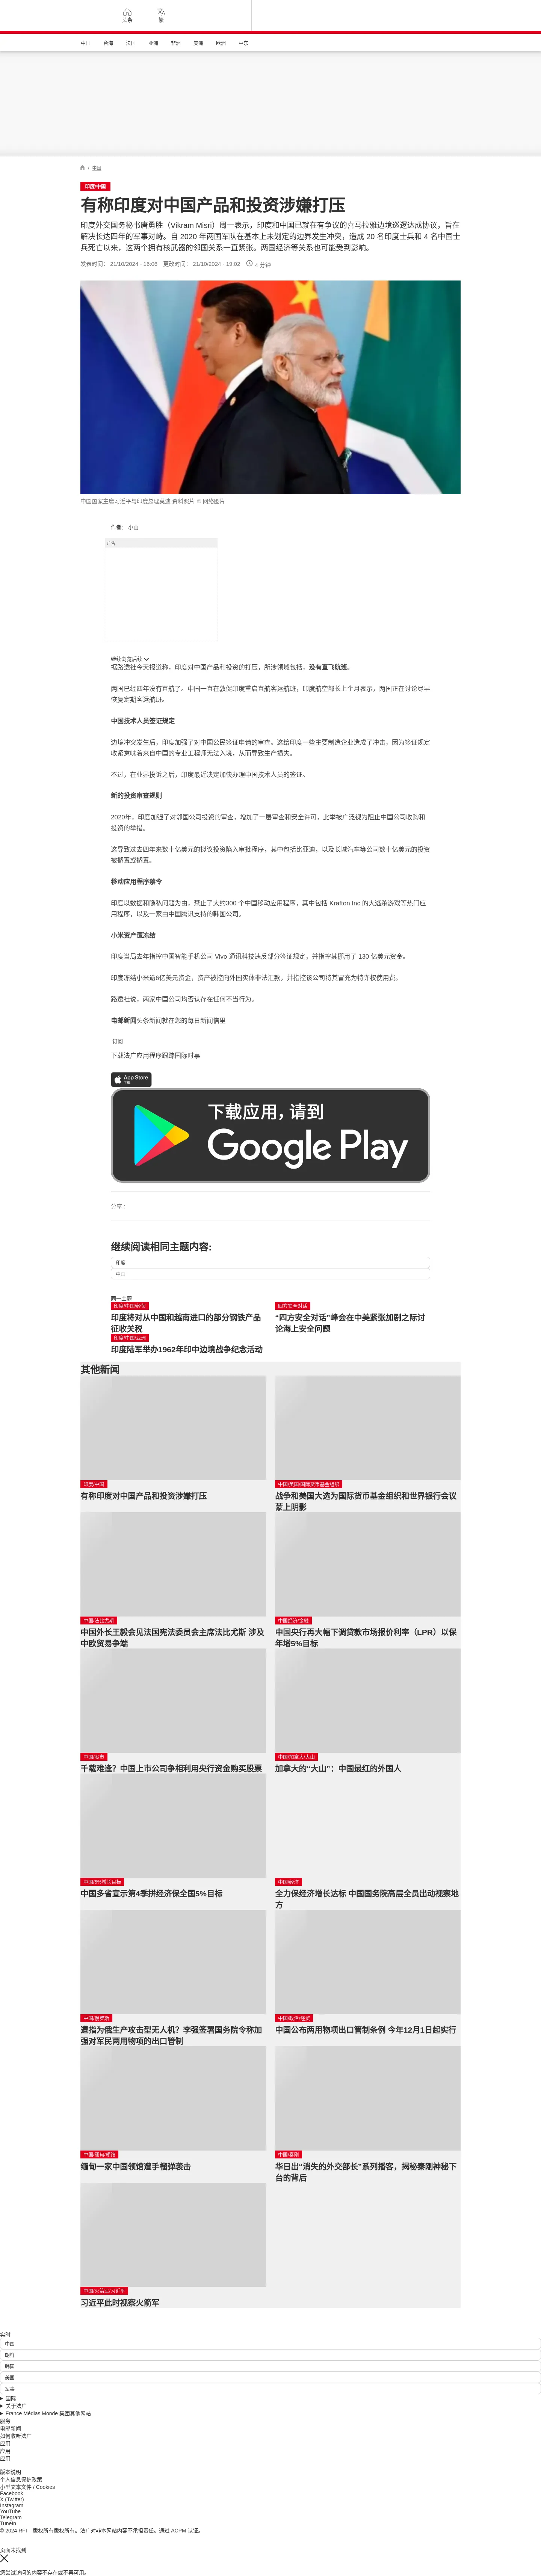 头条
繁
中国
台海
法国
亚洲
非洲
美洲
欧洲
中东
/ 中国
印度/中国
有称印度对中国产品和投资涉嫌打压
印度外交国务秘书唐勇胜（Vikram Misri）周一表示，印度和中国已就在有争议的喜马拉雅边境巡逻达成协议，旨在
解决长达四年的军事对峙。自 2020 年两国军队在基本上未划定的边界发生冲突，造成 20 名印度士兵和 4 名中国士
兵死亡以来，这两个拥有核武器的邻国关系一直紧张。两国经济等关系也可能受到影响。
发表时间： 21/10/2024 - 16:06 更改时间： 21/10/2024 - 19:02 4 分钟
中国国家主席习近平与印度总理莫迪 资料照片 © 网络图片
作者： 小山
广告
继续浏览后续
据路透社今天报道称，印度对中国产品和投资的打压，所涉领域包括，没有直飞航班。
两国已经四年没有直航了。中国一直在敦促印度重启直航客运航班，印度航空部长上个月表示，两国正在讨论尽早
恢复定期客运航班。
中国技术人员签证规定
边境冲突发生后，印度加强了对中国公民签证申请的审查。这给印度一些主要制造企业造成了冲击，因为签证规定
收紧意味着来自中国的专业工程师无法入境，从而导致生产损失。
不过，在业界投诉之后，印度最近决定加快办理中国技术人员的签证。
新的投资审查规则
2020年，印度加强了对邻国公司投资的审查，增加了一层审查和安全许可。此举被广泛视为阻止中国公司收购和
投资的举措。
这导致过去四年来数十亿美元的拟议投资陷入审批程序，其中包括比亚迪，以及长城汽车等公司数十亿美元的投资
被搁置或搁置。
移动应用程序禁令
印度以数据和隐私问题为由，禁止了大约300 个中国移动应用程序，其中包括 Krafton Inc 的大逃杀游戏等热门应
用程序，以及一家由中国腾讯支持的韩国公司。
小米资产遭冻结
印度当局去年指控中国智能手机公司 Vivo 通讯科技违反部分签证规定，并指控其挪用了 130 亿美元资金。
印度冻结小米逾6亿美元资金，资产被控向外国实体非法汇款，并指控该公司将其冒充为特许权使用费。
路透社说，两家中国公司均否认存在任何不当行为。
电邮新闻头条新闻就在您的每日新闻信里
订阅
下载法广应用程序跟踪国际时事
App Store
下载
下载应用，请到
Google Play
分享 :
继续阅读相同主题内容:
印度
中国
同一主题
印度/中国/经贸
印度将对从中国和越南进口的部分钢铁产品
征收关税
四方安全对话
“四方安全对话”峰会在中美紧张加剧之际讨
论海上安全问题
印度/中国/亚洲
印度陆军举办1962年印中边境战争纪念活动
其他新闻
印度/中国
有称印度对中国产品和投资涉嫌打压
中国/美国/国际货币基金组织
战争和美国大选为国际货币基金组织和世界银行会议
蒙上阴影
中国/法比尤斯
中国外长王毅会见法国宪法委员会主席法比尤斯 涉及
中欧贸易争端
中国经济/金融
中国央行再大幅下调贷款市场报价利率（LPR）以保
年增5%目标
中国/股市
千载难逢？中国上市公司争相利用央行资金购买股票
中国/加拿大/大山
加拿大的“大山”：中国最红的外国人
中国/5%增长目标
中国多省宣示第4季拼经济保全国5%目标
中国/经济
全力保经济增长达标 中国国务院高层全员出动视察地
方
中国/俄罗斯
遭指为俄生产攻击型无人机？李强签署国务院令称加
强对军民两用物项的出口管制
中国/政治/经贸
中国公布两用物项出口管制条例 今年12月1日起实行
中国/缅甸/领馆
缅甸一家中国领馆遭手榴弹袭击
中国/秦刚
华日出“消失的外交部长”系列播客，揭秘秦刚神秘下
台的背后
中国/火箭军/习近平
习近平此时视察火箭军
实时
中国
朝鲜
韩国
美国
军事
国际
关于法广
France Médias Monde 集团其他网站
服务
电邮新闻
如何收听法广
应用
应用
应用
版本说明
个人信息保护政策
小型文本文件 / Cookies
Facebook
X (Twitter)
Instagram
YouTube
Telegram
TuneIn
© 2024 RFI – 版权所有版权所有。法广对非本网站内容不承担责任。通过 ACPM 认证。
页面未找到
您尝试访问的内容不存在或不再可用。